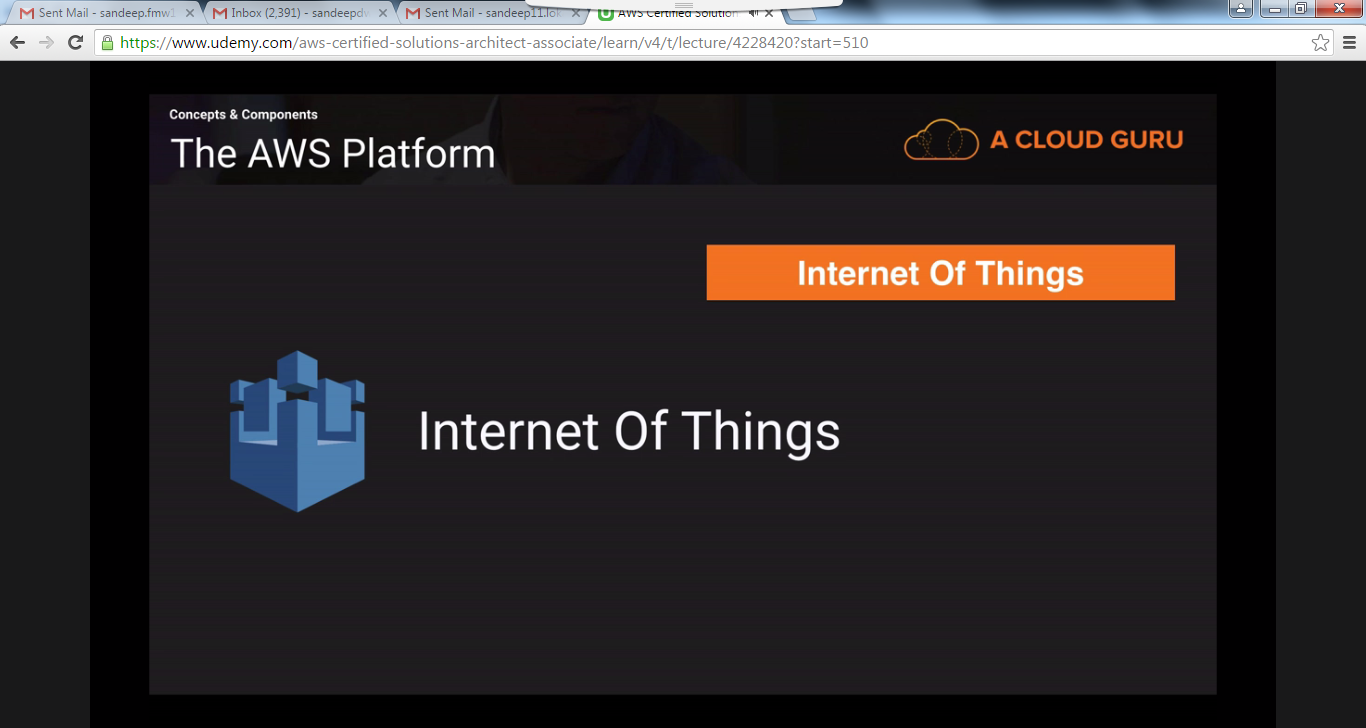 Sent Mail - sandeep.fmw1
Inbox (2,391) - sandeepd
Sent Mail - sandeep11.lok
AWS Certified Solution
https://www.udemy.com/aws-certified-solutions-architect-associate/learn/v4/t/lecture/4228420?start=510
Concepts & Components
The AWS Platform
A CLOUD GURU
Internet Of Things
Internet Of Things